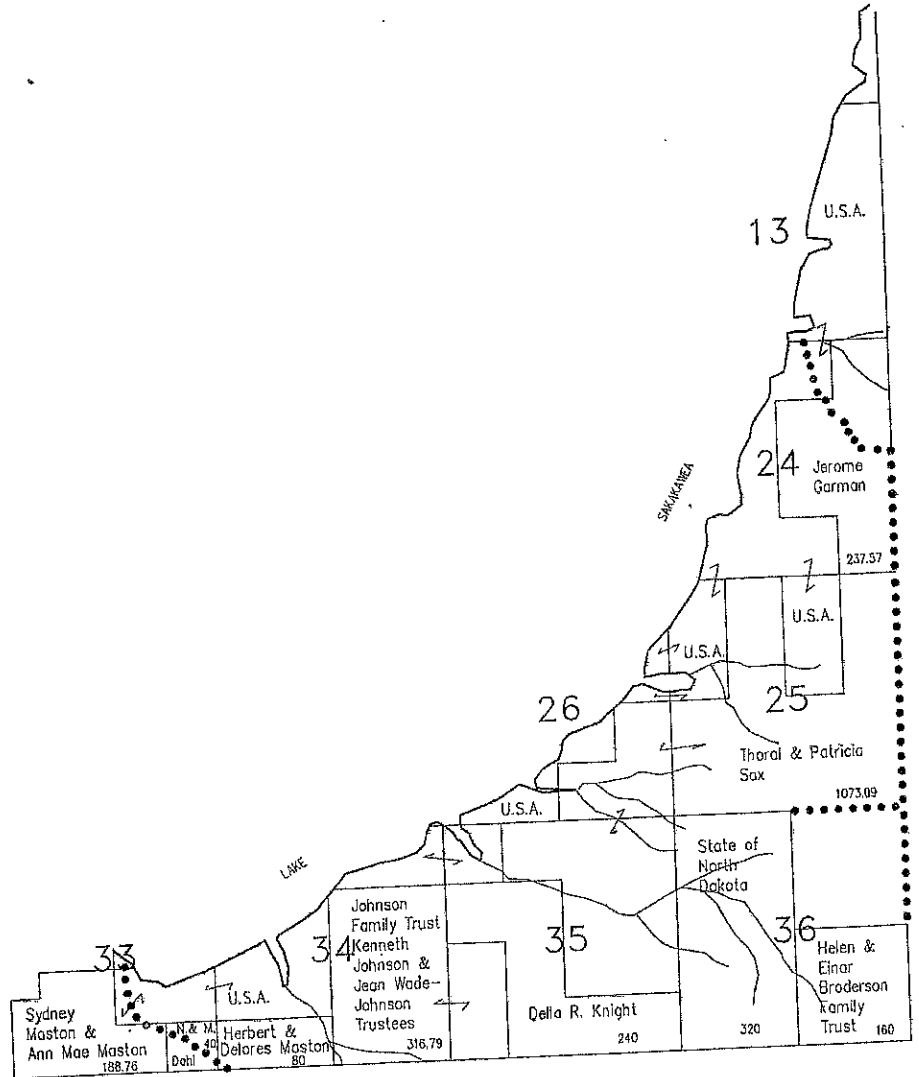 13
U.S.A.
24
Jerome
Garman
237.57
SAKAKAWEA
U.S.A.
U.S.A.
25
26
Thoral & Patricia
Sax
1073.09
U.S.A.
LAKE
State of
North
Dakota
36
35
34
33
Johnson
Family Trust
Kenneth
Johnson &
Jean Wade-
Johnson
Trustees
316.79
Della R. Knight
240
320
Helen &
Einar
Broderson
Family
Trust
160
U.S.A.
Sydney
Maston &
Ann Mae Maston
188.76
N. & M.
40
Dahl
Herbert &
Delores Maston
80